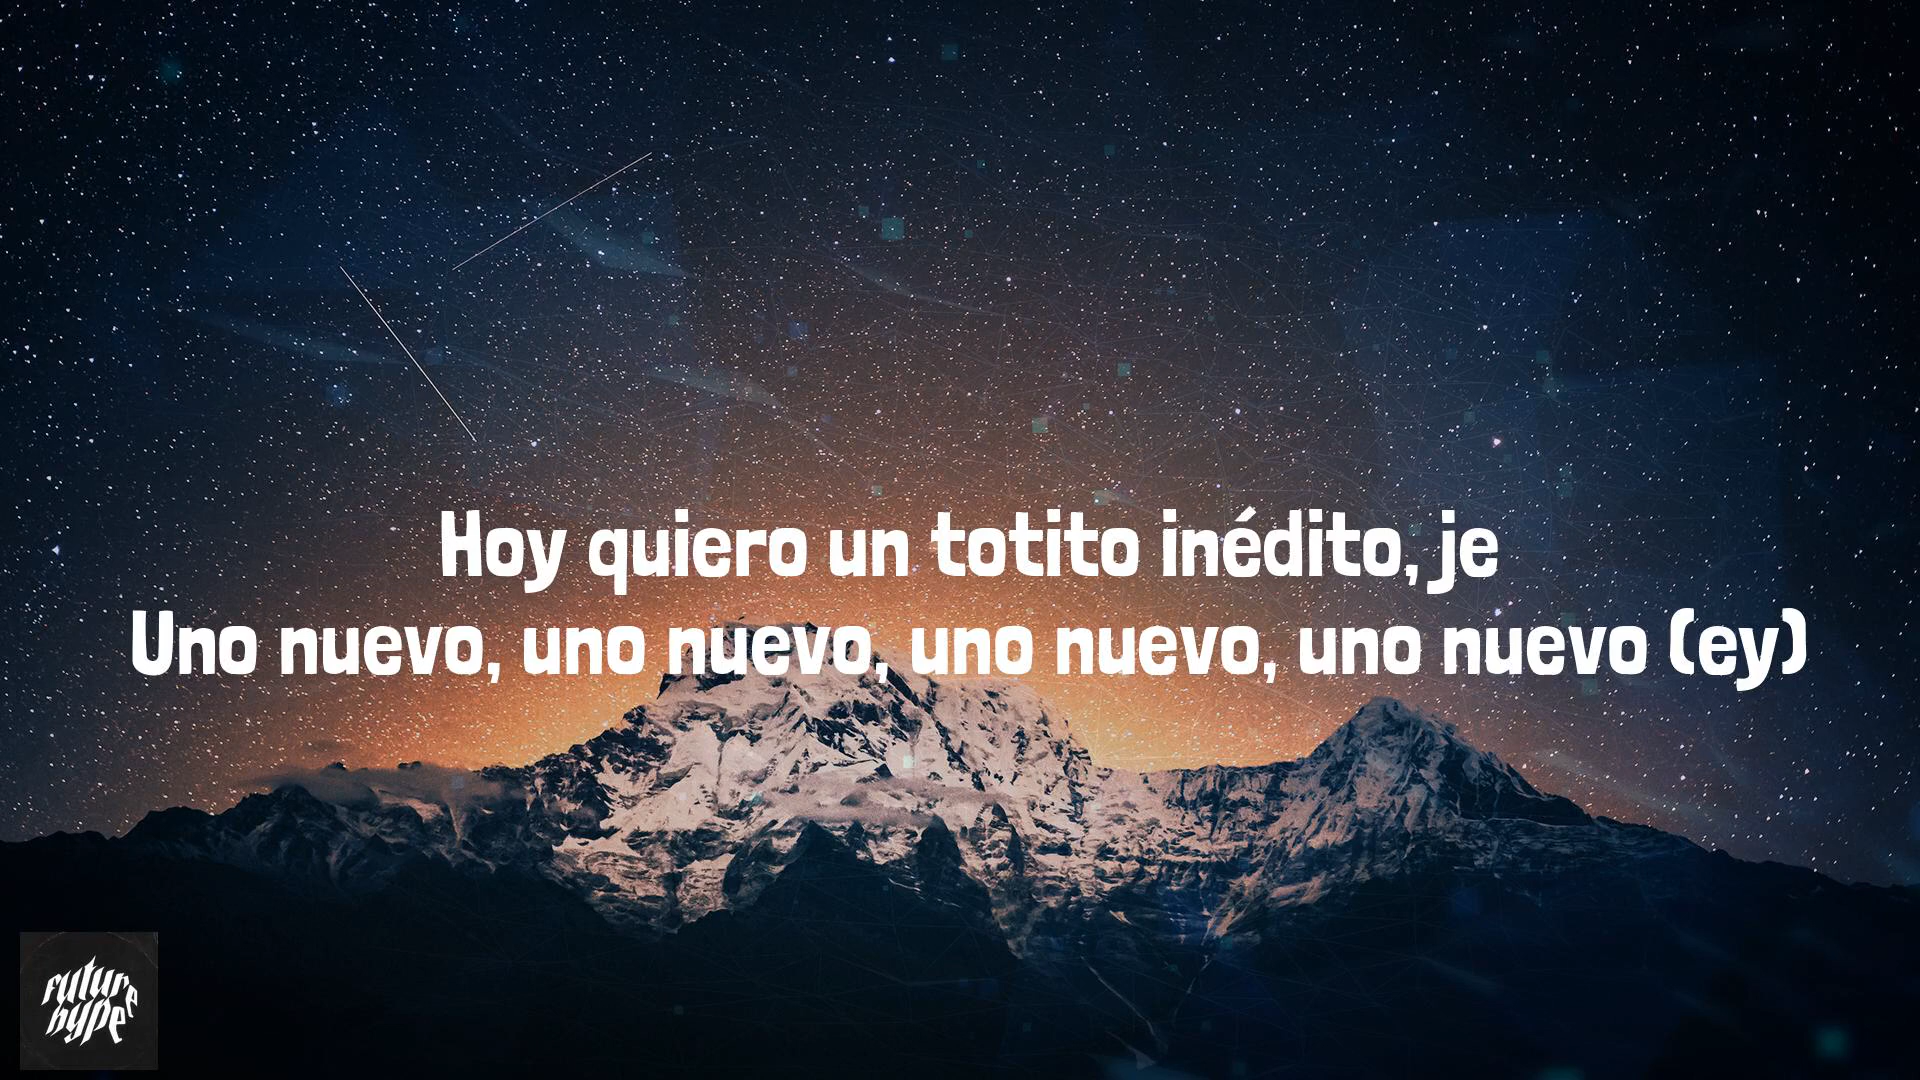 Hoy quiero un totito inédito, je
Uno nuevo, uno nuevo, uno nuevo, uno nuevo (ey)
future
hype